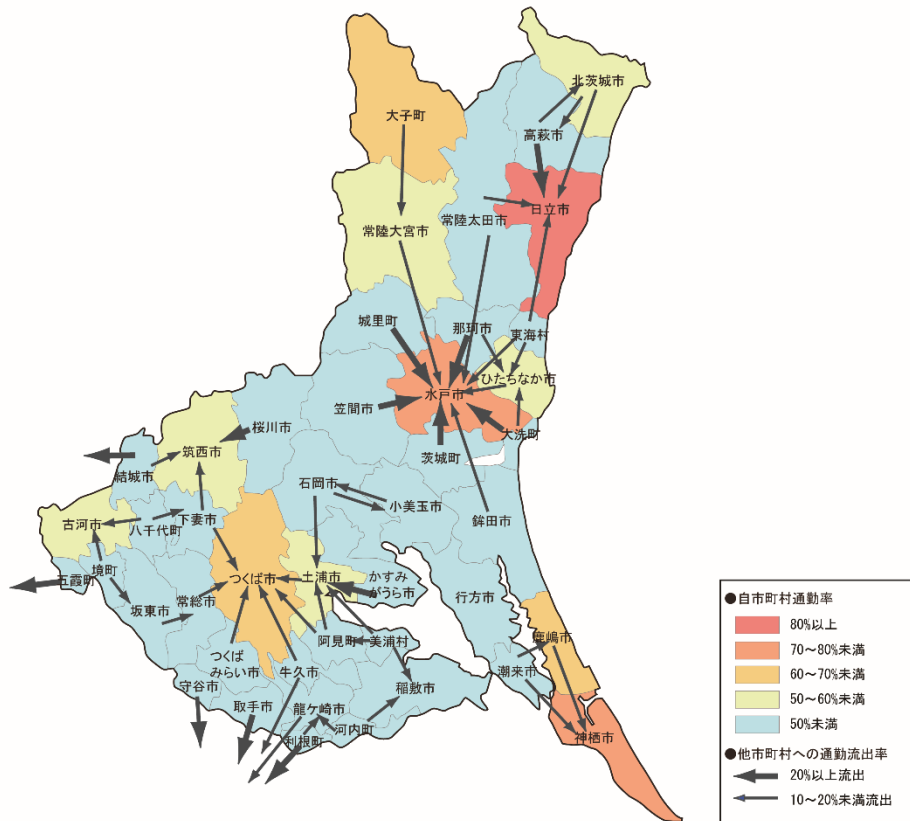 北茨城市
大子町
高萩市
日立市
常陸太田市
常陸大宮市
城里町
那珂市
東海村
ひたちなか市
水戸市
笠間市
大洗町
桜川市
茨城町
筑西市
結城市
石岡市
小美玉市
鉾田市
古河市
八千代町
下妻市
五霞町
境町
つくば市
土浦市
かすみ
がうら市
坂東市
常総市
行方市
阿見町
美浦村
鹿嶋市
つくば
みらい市
牛久市
潮来市
守谷市
稲敷市
取手市
龍ケ崎市
河内町
利根町
神栖市
●自市町村通勤率
80%以上
70~80%未満
60~70%未満
50~60%未満
50%未満
●他市町村への通勤流出率
20%以上流出
10~20%未満流出